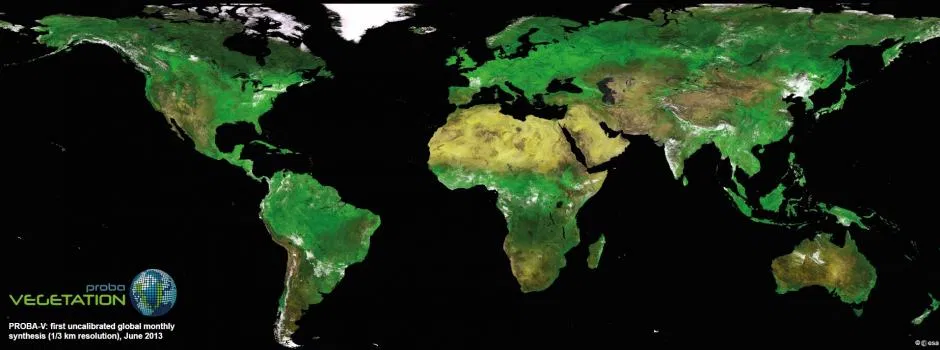 proba
VEGETATION
PROBA-V: first uncalibrated global monthly
synthesis (1/3 km resolution), June 2013
esa